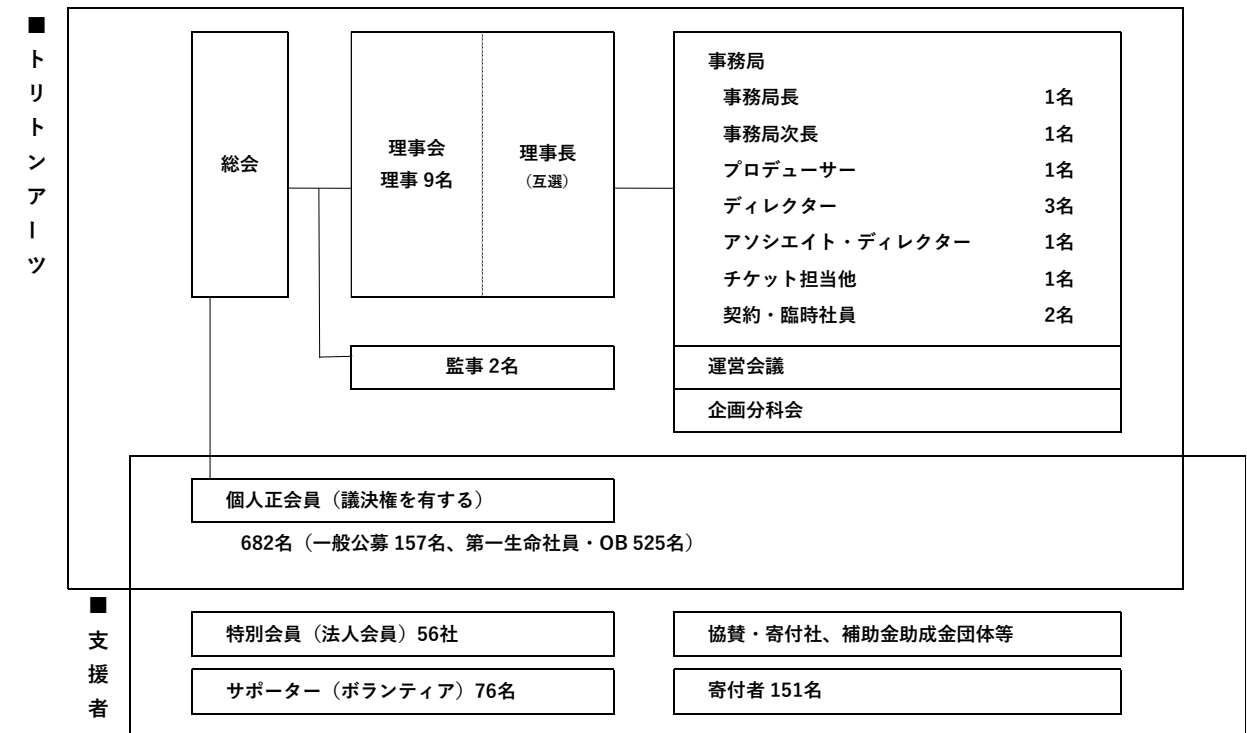 ■トリトンアーツ
総会
理事会
理事 9名
理事長
（互選）
監事 2名
事務局
事務局長 1名
事務局次長 1名
プロデューサー 1名
ディレクター 3名
アソシエイト・ディレクター 1名
チケット担当他 1名
契約・臨時社員 2名
運営会議
企画分科会
個人正会員（議決権を有する）
682名（一般公募 157名、第一生命社員・OB 525名）
■支援者
特別会員（法人会員）56社
協賛・寄付社、補助金助成金団体等
サポーター（ボランティア）76名
寄付者 151名